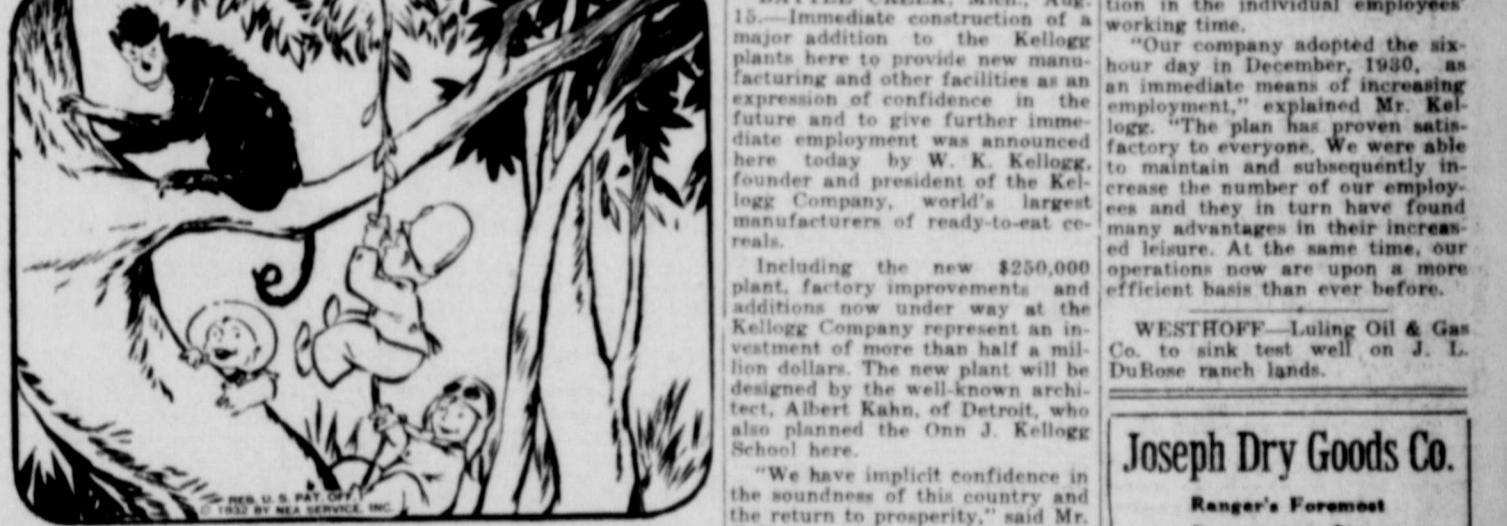 REG. U. S. PAT. OFF.
© 1932 BY NEA SERVICE, INC.
BATTLE CREEK, Mich., Aug.
15.—Immediate construction of a
major addition to the Kellogg
plants here to provide new manu-
facturing and other facilities as an
expression of confidence in the
future and to give further imme-
diate employment was announced
here today by W. K. Kellogg,
founder and president of the Kel-
logg Company, world's largest
manufacturers of ready-to-eat ce-
reals.
Including the new $250,000
plant, factory improvements and
additions now under way at the
Kellogg Company represent an in-
vestment of more than half a mil-
lion dollars. The new plant will be
designed by the well-known archi-
tect, Albert Kahn, of Detroit, who
also planned the Onn J. Kellogg
School here.
"We have implicit confidence in
the soundness of this country and
the return to prosperity," said Mr.
tion in the individual employees'
working time.
"Our company adopted the six-
hour day in December, 1930, as
an immediate means of increasing
employment," explained Mr. Kel-
logg. "The plan has proven satis-
factory to everyone. We were able
to maintain and subsequently in-
crease the number of our employ-
ees and they in turn have found
many advantages in their increas-
ed leisure. At the same time, our
operations now are upon a more
efficient basis than ever before.
WESTHOFF—Luling Oil & Gas
Co. to sink test well on J. L.
DuBose ranch lands.
Joseph Dry Goods Co.
Ranger's Foremost